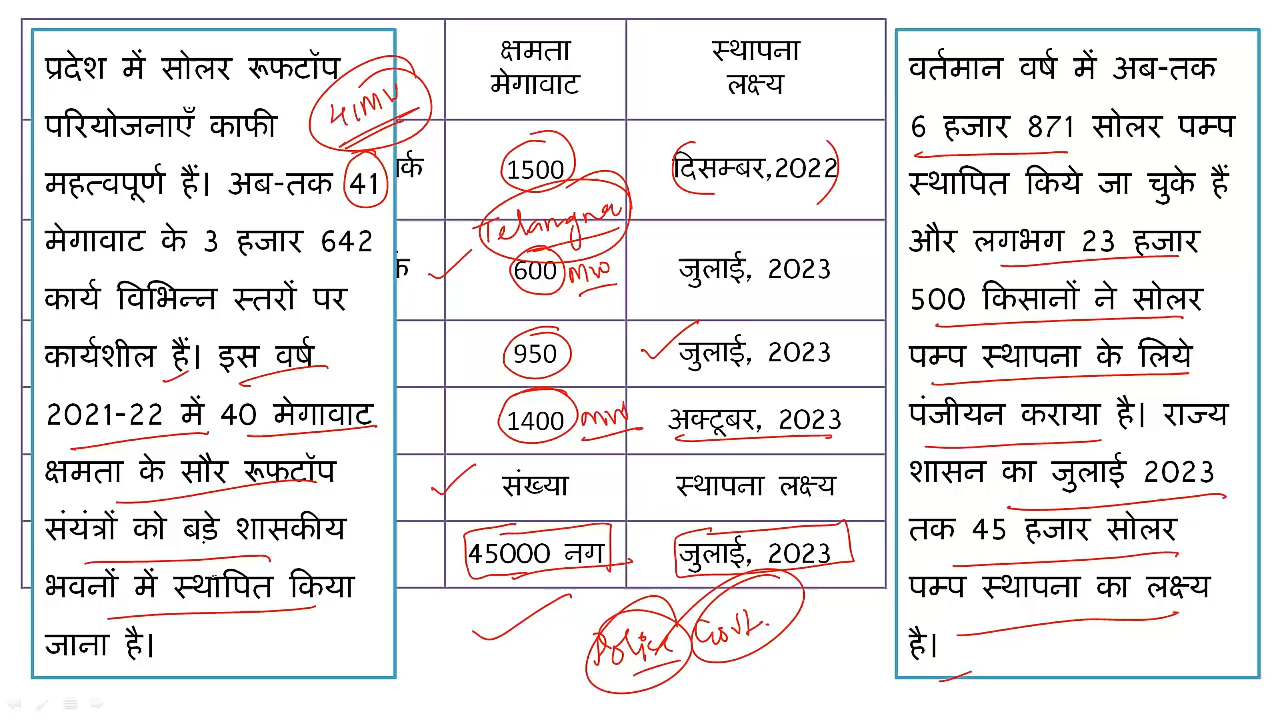 प्रदेश में सोलर रूफटॉप
परियोजनाएँ काफी
महत्वपूर्ण हैं। अब-तक 41
मेगावाट के 3 हजार 642
कार्य विभिन्न स्तरों पर
कार्यशील हैं। इस वर्ष
2021-22 में 40 मेगावाट
क्षमता के सौर रूफटॉप
संयंत्रों को बड़े शासकीय
भवनों में स्थापित किया
जाना है।
41MW
क्षमता
मेगावाट
स्थापना
लक्ष्य
र्क
1500
दिसम्बर,2022
Telangna
600 MW
जुलाई, 2023
950
जुलाई, 2023
1400 MW
अक्टूबर, 2023
संख्या
स्थापना लक्ष्य
45000 नग
जुलाई, 2023
Govt.
वर्तमान वर्ष में अब-तक
6 हजार 871 सोलर पम्प
स्थापित किये जा चुके हैं
और लगभग 23 हजार
500 किसानों ने सोलर
पम्प स्थापना के लिये
पंजीयन कराया है। राज्य
शासन का जुलाई 2023
तक 45 हजार सोलर
पम्प स्थापना का लक्ष्य
है।